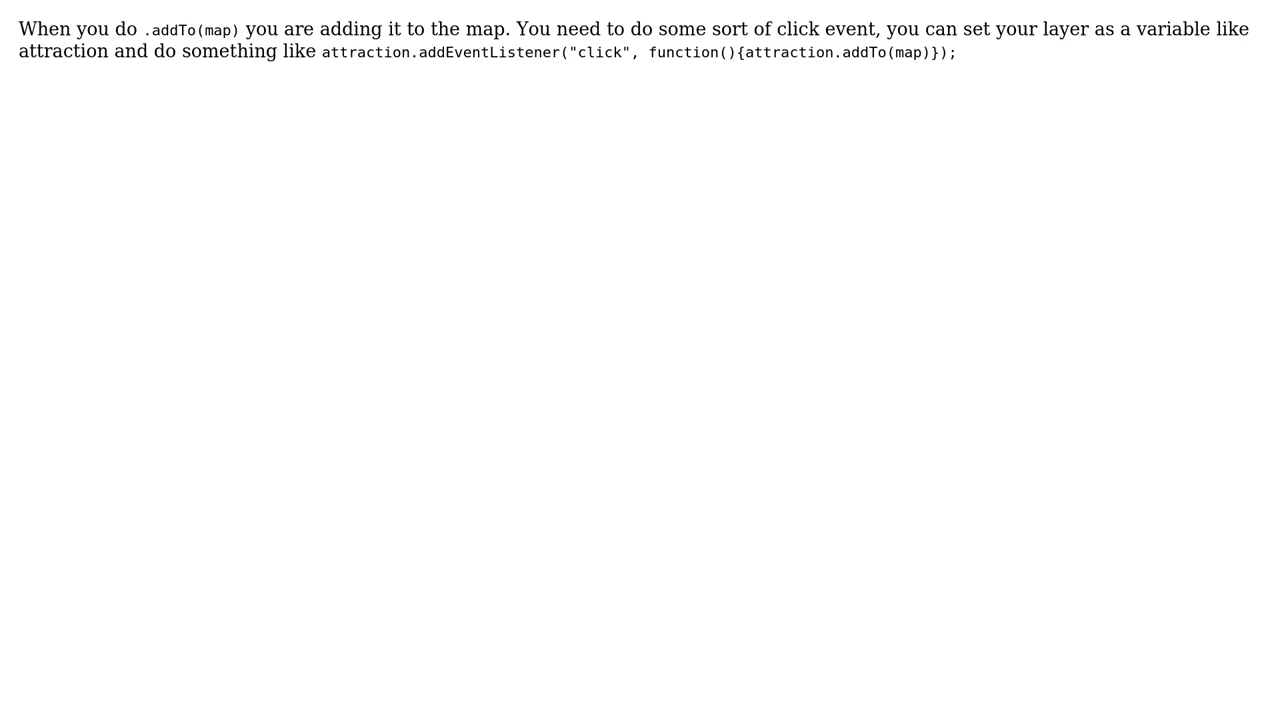 When you do .addTo(map) you are adding it to the map. You need to do some sort of click event, you can set your layer as a variable like
attraction and do something like attraction.addEventListener("click", function(){attraction.addTo(map)});